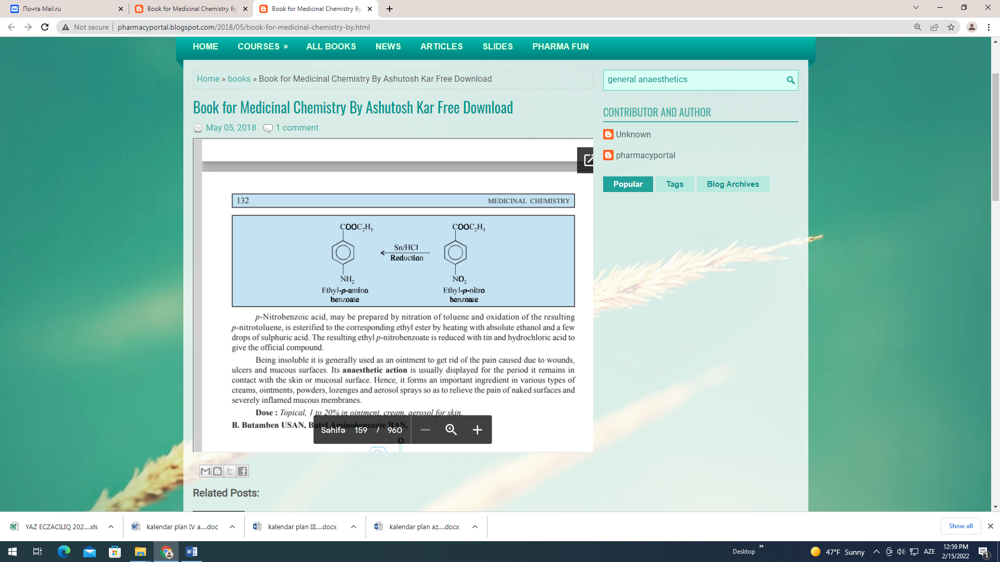 Почта Mail.ru
Book for Medicinal Chemistry By
Book for Medicinal Chemistry By
Not secure
pharmacyportal.blogspot.com/2018/05/book-for-medicinal-chemistry-by.html
HOME COURSES » ALL BOOKS NEWS ARTICLES SLIDES PHARMA FUN
Home » books » Book for Medicinal Chemistry By Ashutosh Kar Free Download
general anaesthetics
Book for Medicinal Chemistry By Ashutosh Kar Free Download
May 05, 2018 1 comment
CONTRIBUTOR AND AUTHOR
Unknown
pharmacyportal
Popular Tags Blog Archives
132 MEDICINAL CHEMISTRY
COOC₂H₅ COOC₂H₅
Sn/HCl
Reduction
NH₂ NO₂
Ethyl-p-amino Ethyl-p-nitro
benzoate benzoate
p-Nitrobenzoic acid, may be prepared by nitration of toluene and oxidation of the resulting
p-nitrotoluene, is esterified to the corresponding ethyl ester by heating with absolute ethanol and a few
drops of sulphuric acid. The resulting ethyl p-nitrobenzoate is reduced with tin and hydrochloric acid to
give the official compound.
Being insoluble it is generally used as an ointment to get rid of the pain caused due to wounds,
ulcers and mucous surfaces. Its anaesthetic action is usually displayed for the period it remains in
contact with the skin or mucosal surface. Hence, it forms an important ingredient in various types of
creams, ointments, powders, lozenges and aerosol sprays so as to relieve the pain of naked surfaces and
severely inflamed mucous membranes.
Dose : Topical, 1 to 20% in ointment, cream, aerosol for skin.
B. Butamben USAN, Butyl Aminobenzoate BAN,
Səhifə 159 / 960
O
Related Posts:
YAZ ECZACILIQ 202....xls
kalendar plan IV a....doc
kalendar plan III....docx
kalendar plan az....docx
Show all
Desktop »
47°F Sunny
AZE
12:59 PM
2/15/2022
1